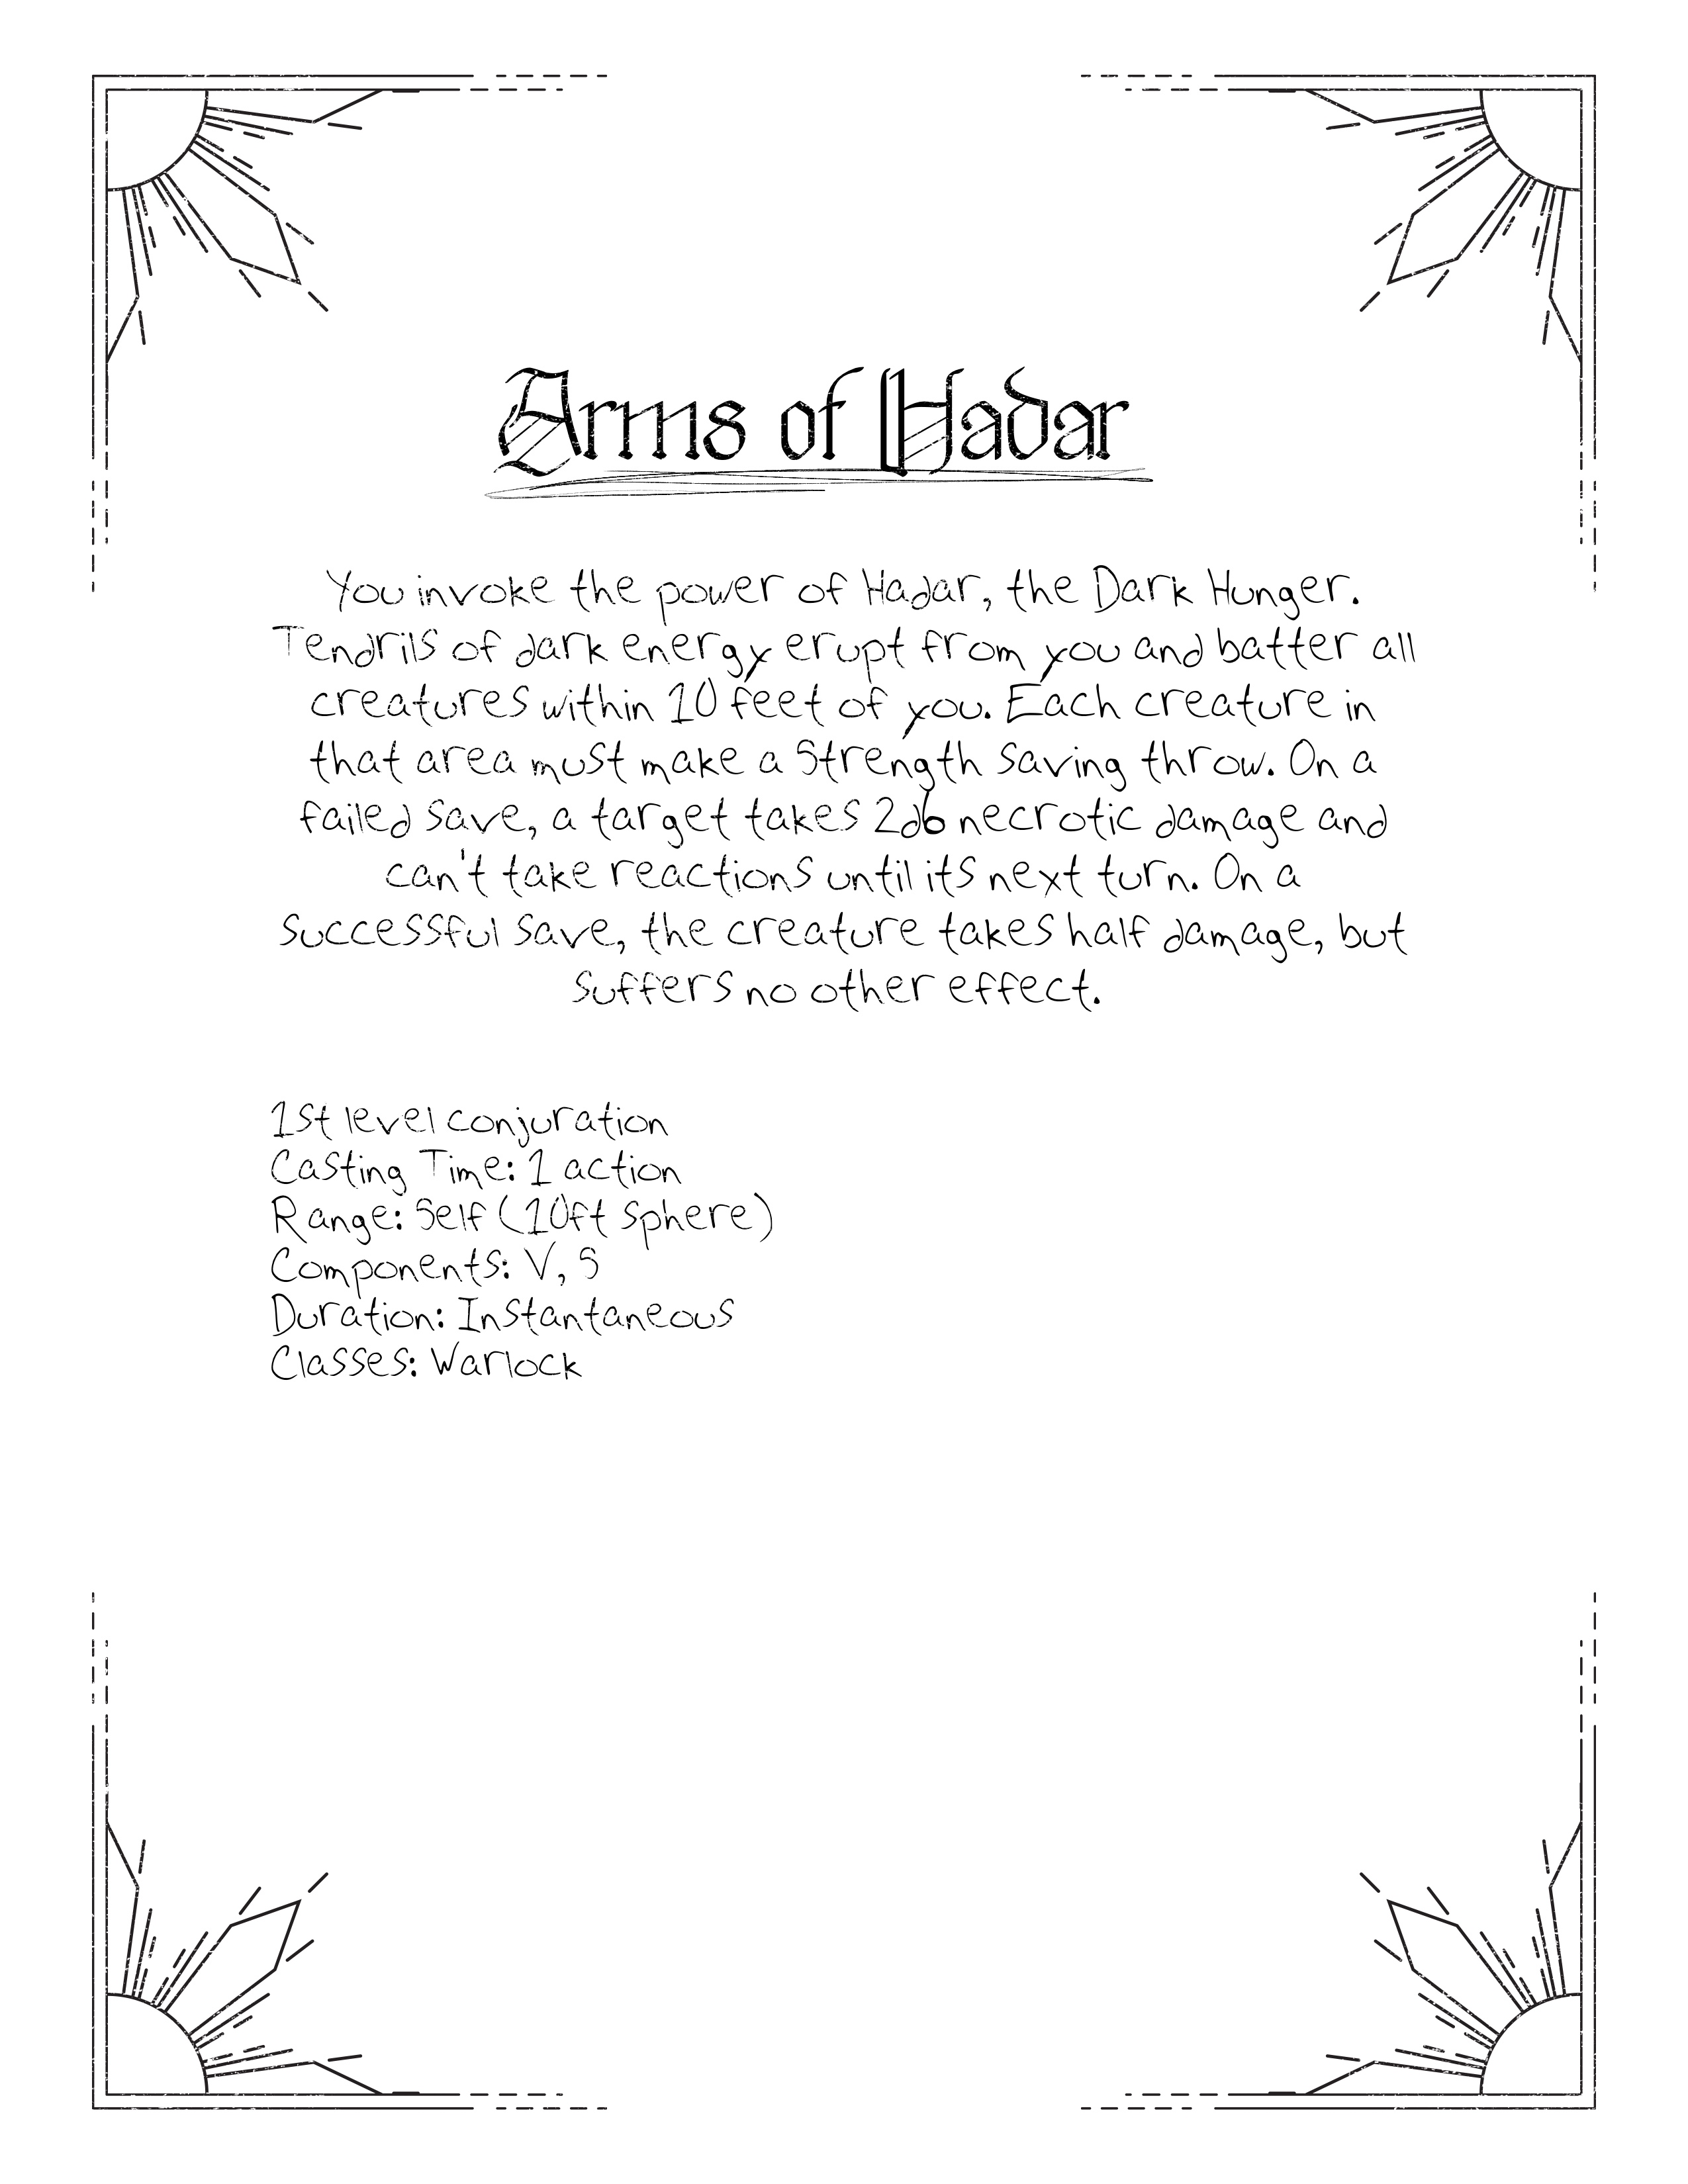 Arms of Hadar
You invoke the power of Hadar, the Dark Hunger.
Tendrils of dark energy erupt from you and batter all
creatures within 10 feet of you. Each creature in
that area must make a Strength saving throw. On a
failed save, a target takes 2d6 necrotic damage and
can't take reactions until its next turn. On a
successful save, the creature takes half damage, but
suffers no other effect.
1st level conjuration
Casting Time: 1 action
Range: Self (10ft sphere)
Components: V, S
Duration: Instantaneous
Classes: Warlock